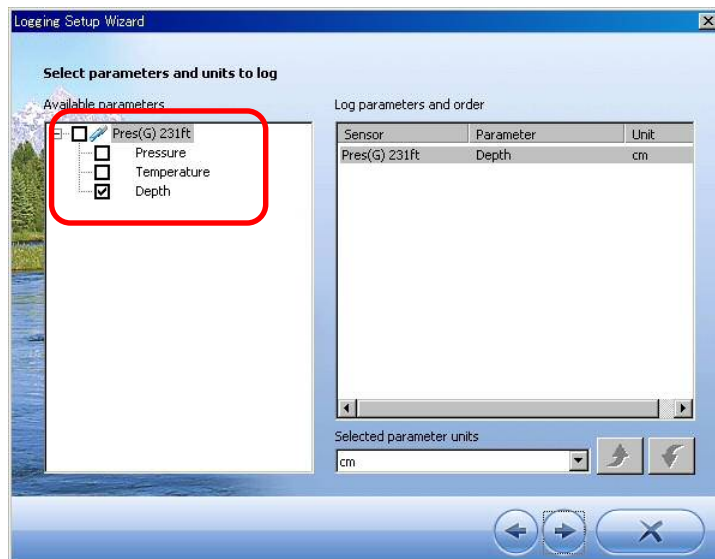 Logging Setup Wizard
Select parameters and units to log
Available parameters
Pres(G) 231ft
Pressure
Temperature
Depth
Log parameters and order
Sensor Parameter Unit
Pres(G) 231ft Depth cm
Selected parameter units
cm